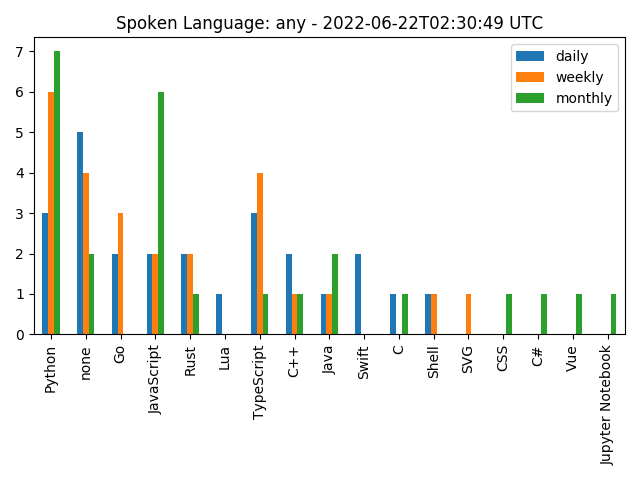 Spoken Language: any - 2022-06-22T02:30:49 UTC
daily
weekly
monthly
7
6
5
4
3
2
1
0
Python
none
Go
JavaScript
Rust
Lua
TypeScript
C++
Java
Swift
C
Shell
SVG
CSS
C#
Vue
Jupyter Notebook